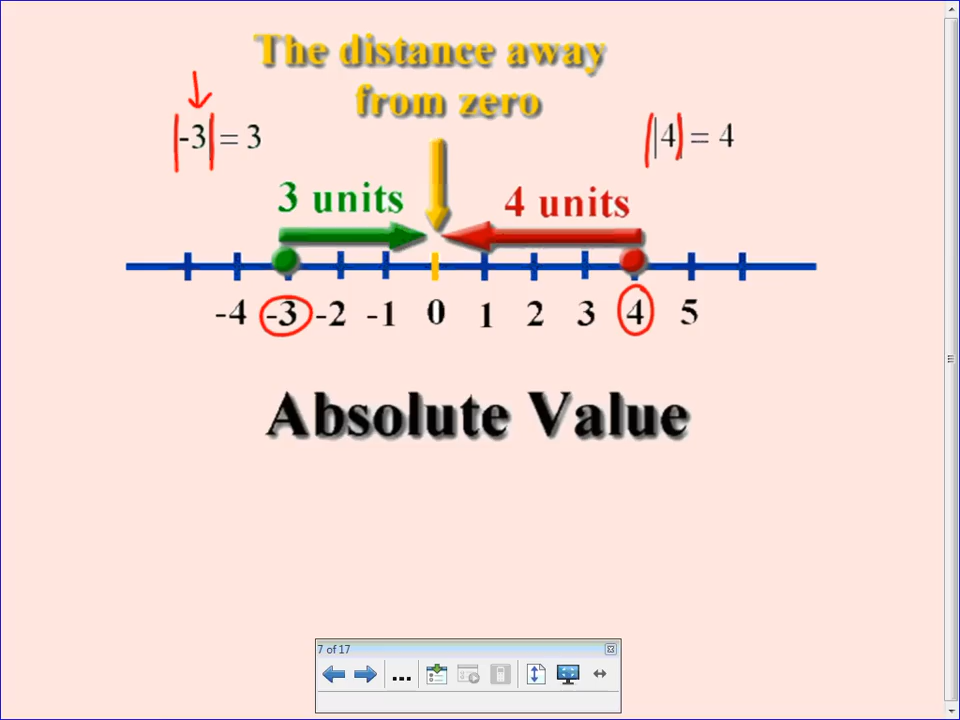 The distance away
from zero
|-3| = 3
|4| = 4
3 units
4 units
-4 -3 -2 -1 0 1 2 3 4 5
Absolute Value
7 of 17